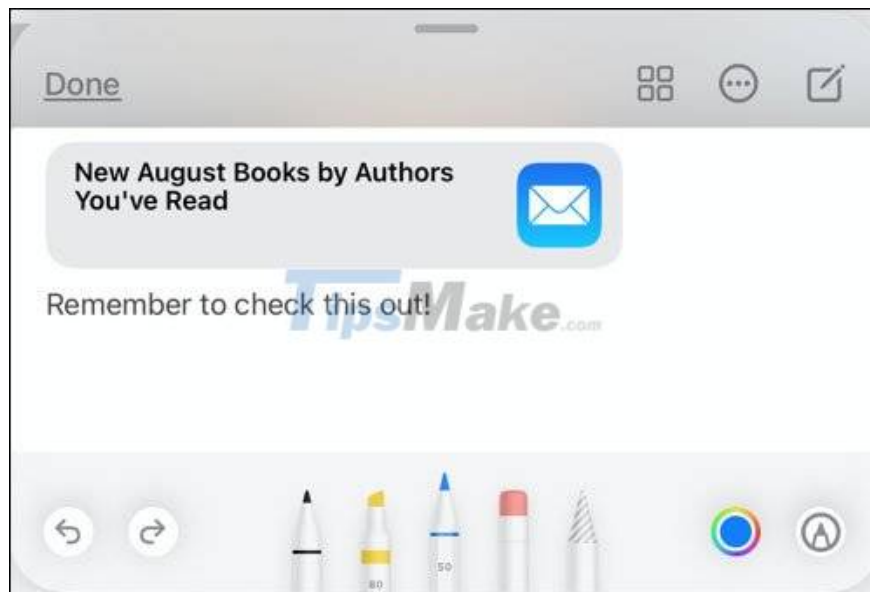 Done
New August Books by Authors
You've Read
Remember to check this out!
TipsMake.com
80
50